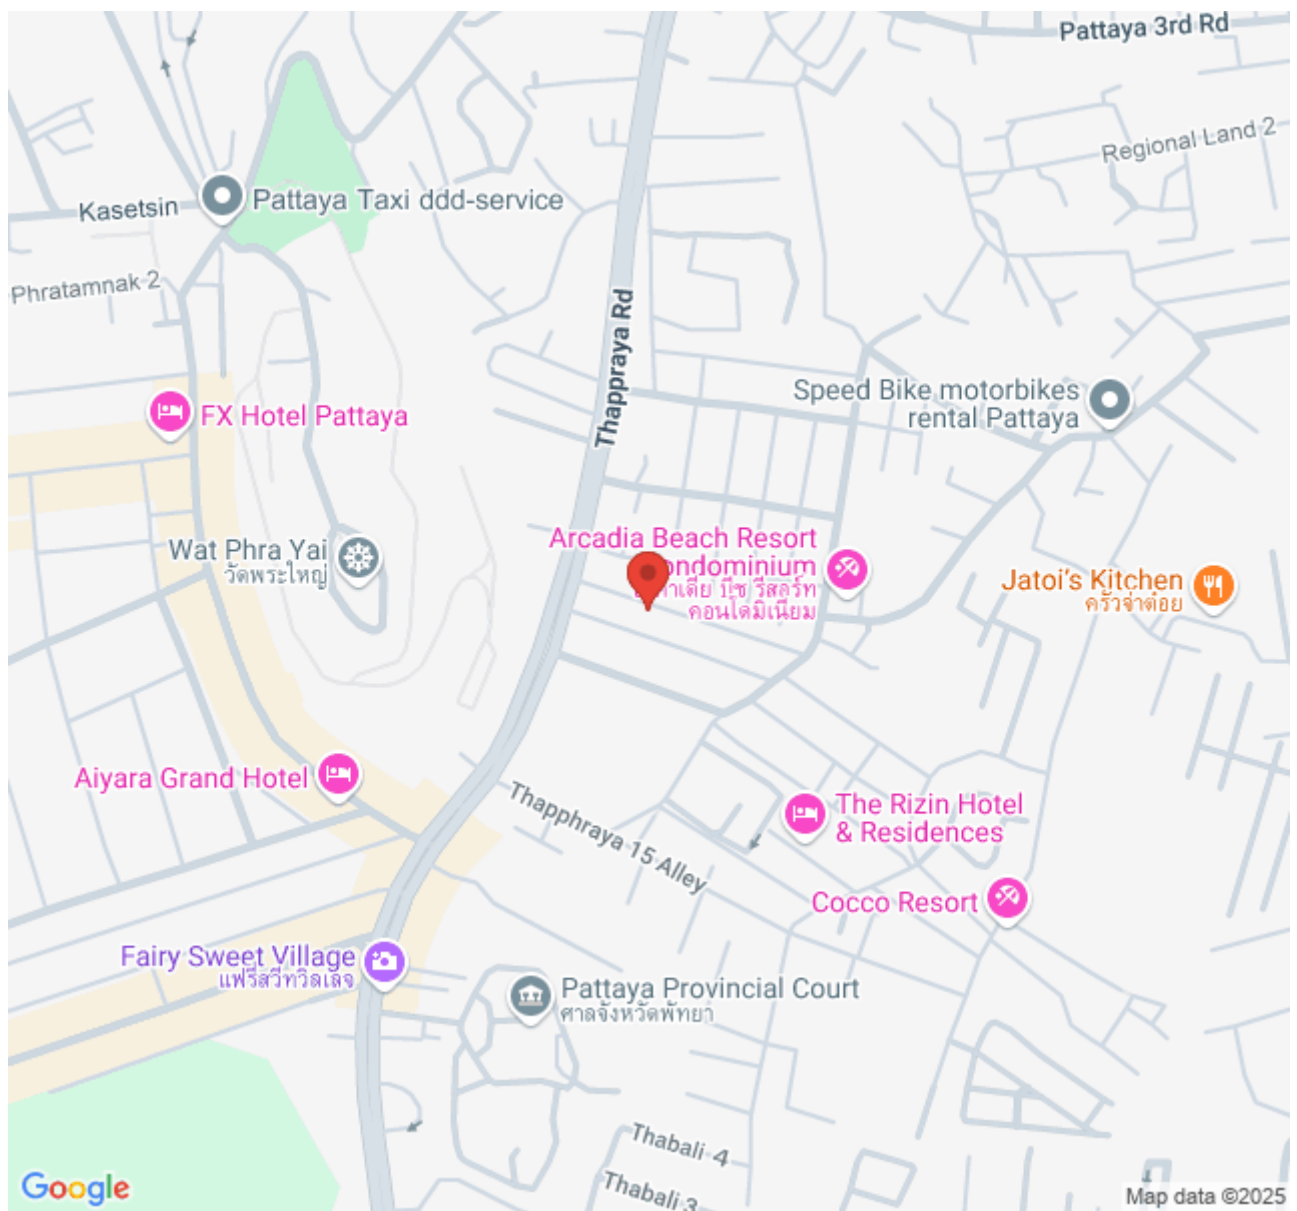 Pattaya 3rd Rd
Regional Land 2
Kasetsin
Pattaya Taxi ddd-service
Phratamnak 2
Thappraya Rd
FX Hotel Pattaya
Speed Bike motorbikes
rental Pattaya
Wat Phra Yai
วัดพระใหญ่
Arcadia Beach Resort
ondominium
คอนโดมิเนียม
Jatoi's Kitchen
ครัวจ่าต๋อย
Aiyara Grand Hotel
Thapphraya 15 Alley
The Rizin Hotel
& Residences
Cocco Resort
Fairy Sweet Village
แฟรี่สวีทวิลเลจ
Pattaya Provincial Court
ศาลจังหวัดพัทยา
Thabali 4
Thabali 3
Google
Map data ©2025